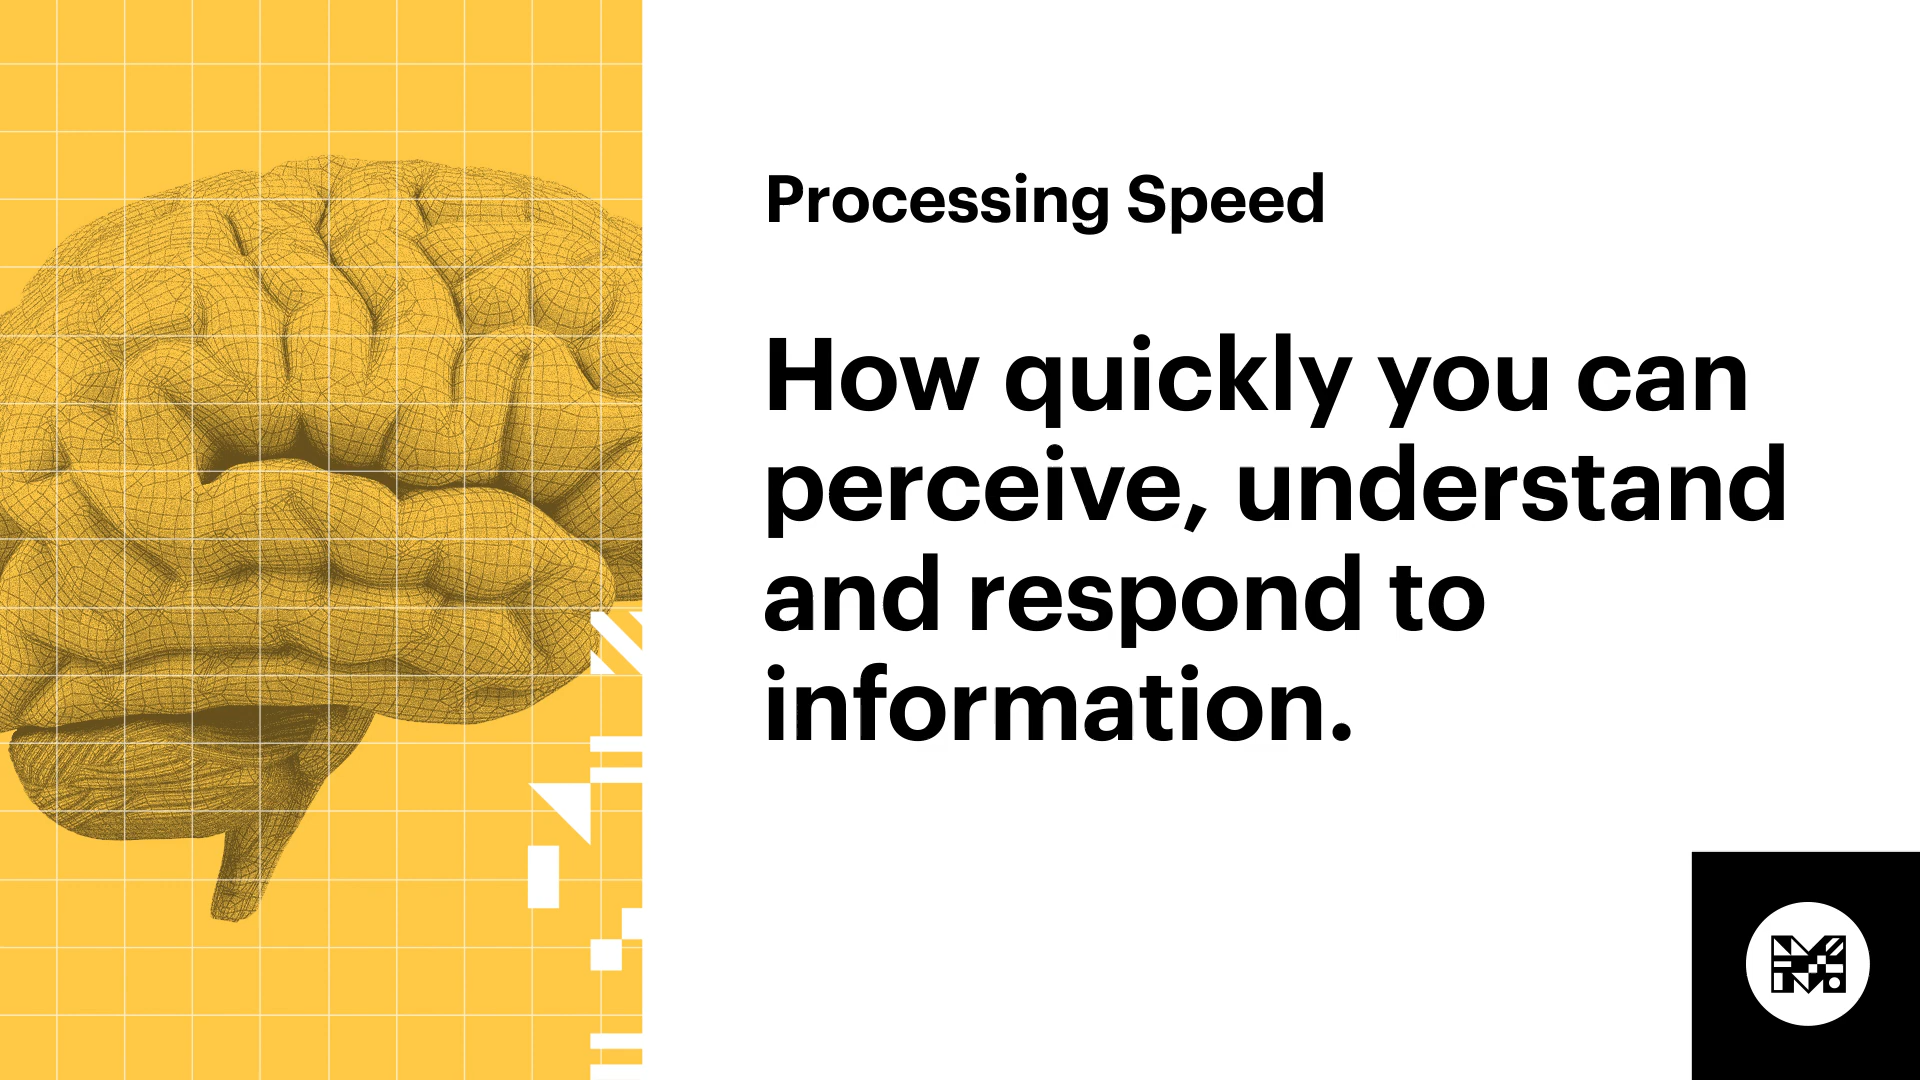 Processing Speed
How quickly you can
perceive, understand
and respond to
information.